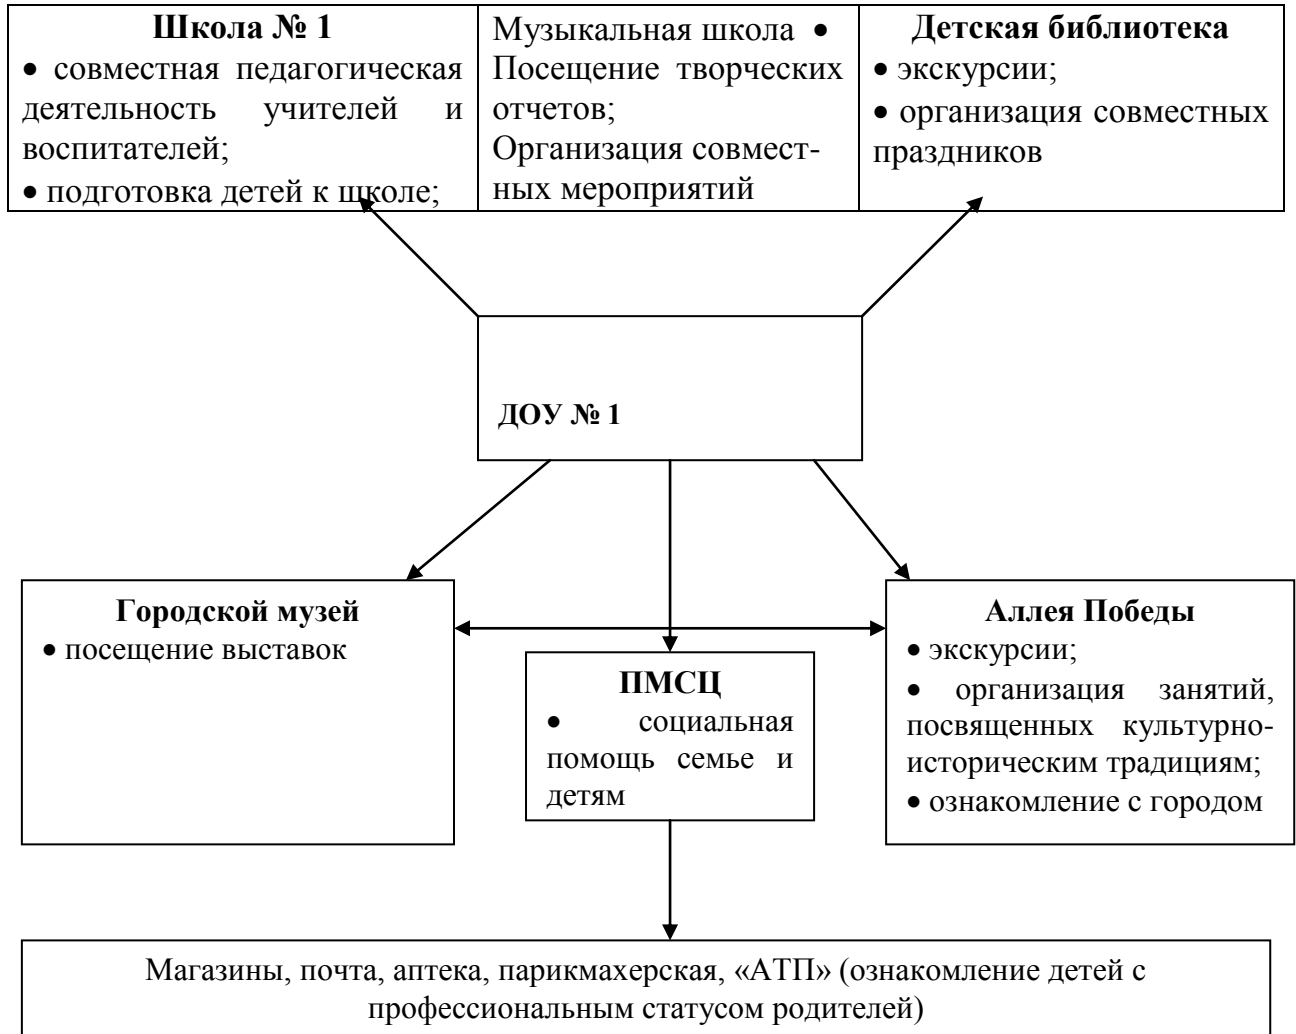 Школа № 1
• совместная педагогическая
деятельность учителей и
воспитателей;
• подготовка детей к школе;
Музыкальная школа •
Посещение творческих
отчетов;
Организация совмест-
ных мероприятий
Детская библиотека
• экскурсии;
• организация совместных
праздников
ДОУ № 1
Городской музей
• посещение выставок
ПМСЦ
• социальная
помощь семье и
детям
Аллея Победы
• экскурсии;
• организация занятий,
посвященных культурно-
историческим традициям;
• ознакомление с городом
Магазины, почта, аптека, парикмахерская, «АТП» (ознакомление детей с
профессиональным статусом родителей)